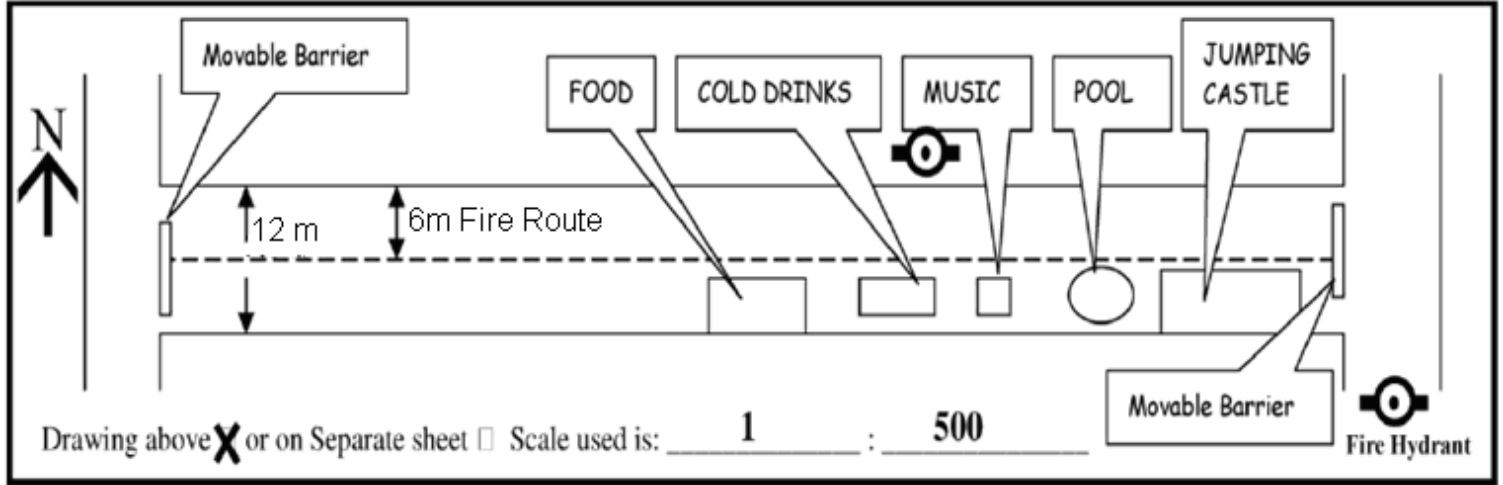 Movable Barrier
FOOD
COLD DRINKS
MUSIC
POOL
JUMPING
CASTLE
N
12 m
6m Fire Route
Movable Barrier
Drawing above X or on Separate sheet □ Scale used is: 1 : 500
Fire Hydrant